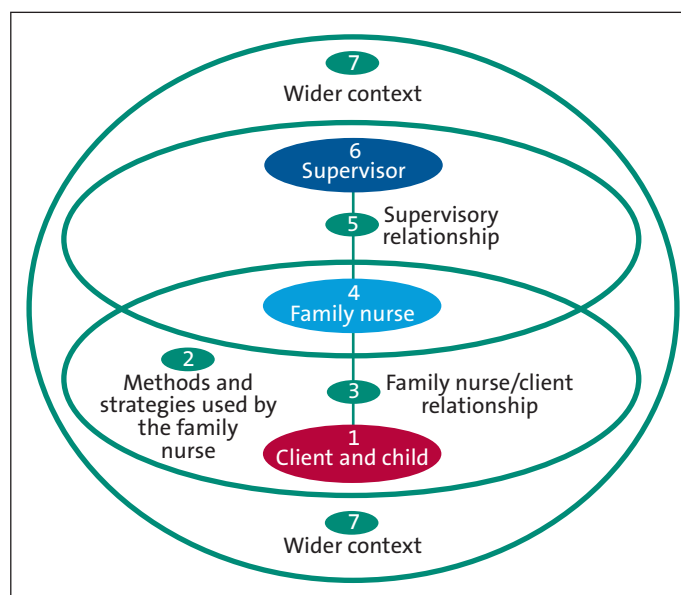 7
Wider context
6
Supervisor
5
Supervisory
relationship
4
Family nurse
2
Methods and
strategies used by
the family
nurse
3
Family nurse/client
relationship
1
Client and child
7
Wider context